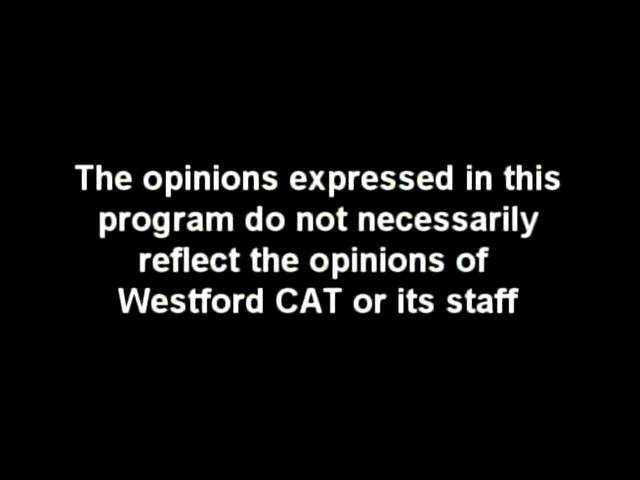 The opinions expressed in this
program do not necessarily
reflect the opinions of
Westford CAT or its staff